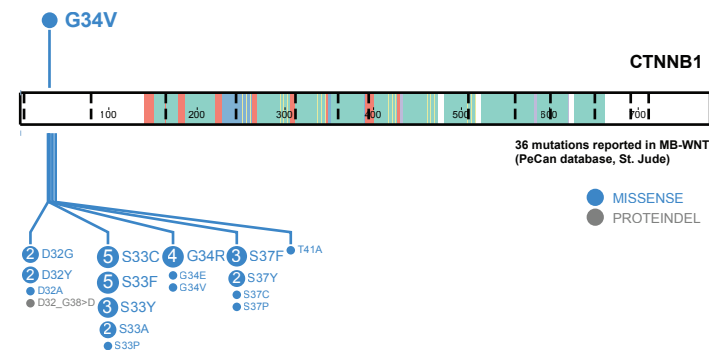 G34V
CTNNB1
100 200 300 400 500 600 700
36 mutations reported in MB-WNT
(PeCan database, St. Jude)
MISSENSE
PROTEINDEL
2 D32G
2 D32Y
D32A
D32_G38>D
5 S33C
5 S33F
3 S33Y
2 S33A
S33P
4 G34R
G34E
G34V
3 S37F
2 S37Y
S37C
S37P
T41A